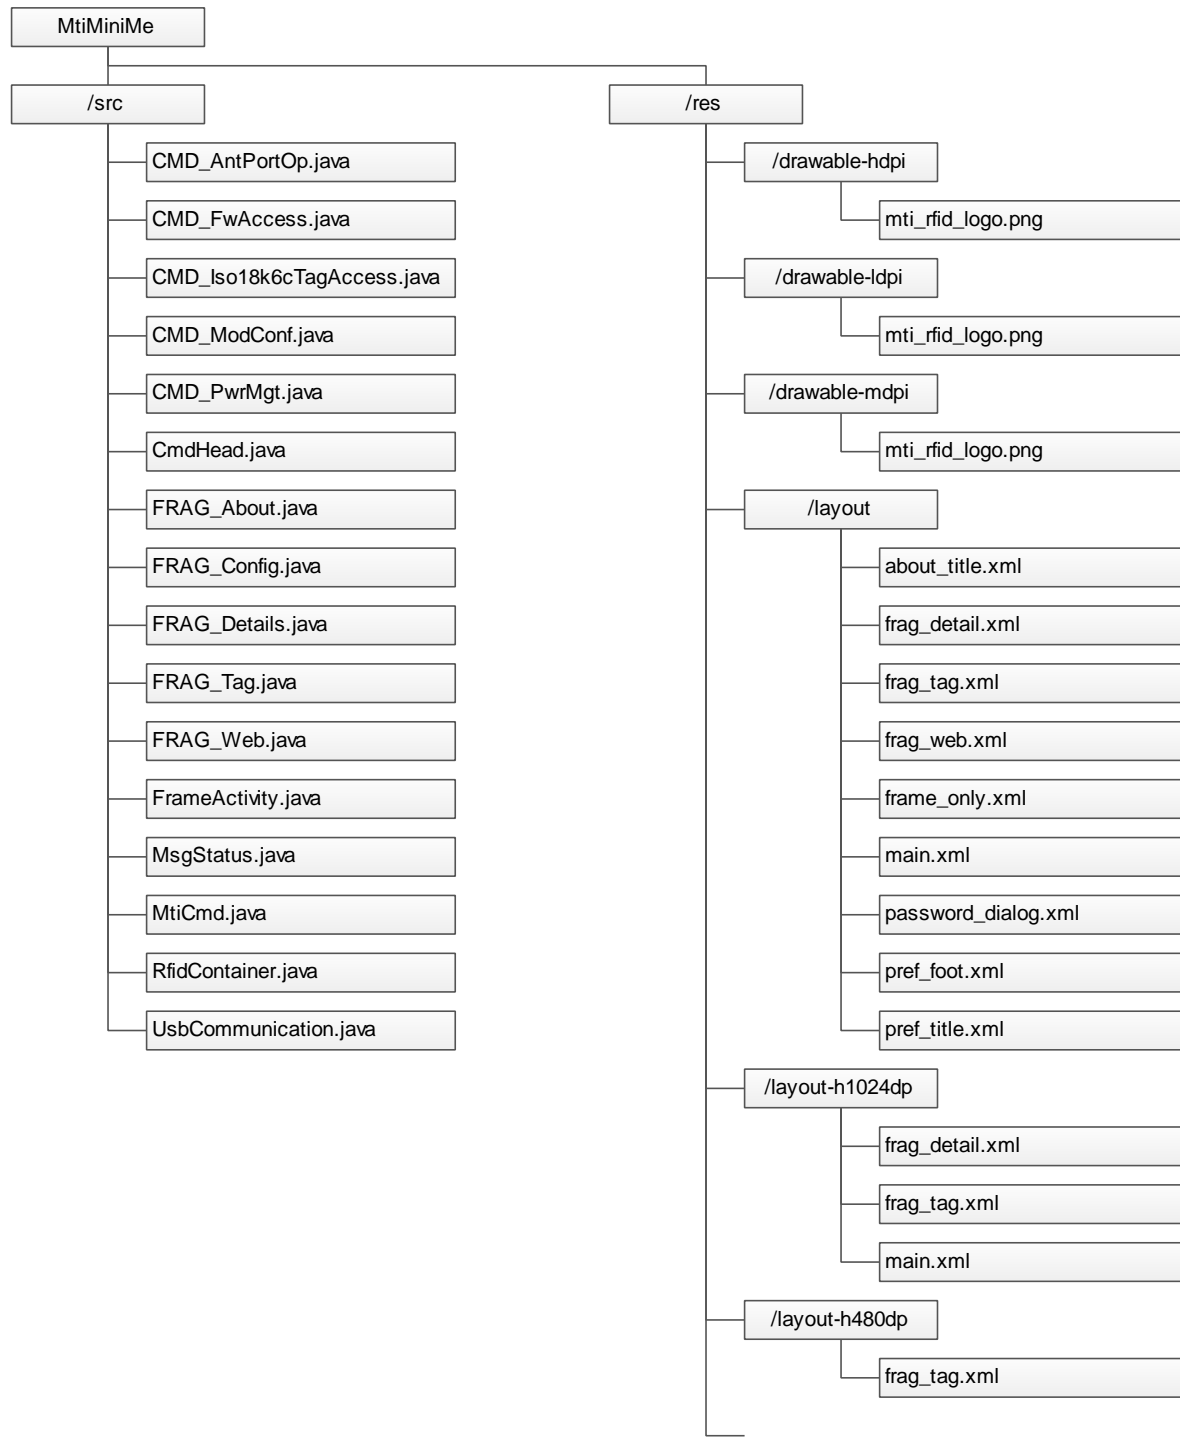 MtiMiniMe
/src
CMD_AntPortOp.java
CMD_FwAccess.java
CMD_Iso18k6cTagAccess.java
CMD_ModConf.java
CMD_PwrMgt.java
CmdHead.java
FRAG_About.java
FRAG_Config.java
FRAG_Details.java
FRAG_Tag.java
FRAG_Web.java
FrameActivity.java
MsgStatus.java
MtiCmd.java
RfidContainer.java
UsbCommunication.java
/res
/drawable-hdpi
mti_rfid_logo.png
/drawable-ldpi
mti_rfid_logo.png
/drawable-mdpi
mti_rfid_logo.png
/layout
about_title.xml
frag_detail.xml
frag_tag.xml
frag_web.xml
frame_only.xml
main.xml
password_dialog.xml
pref_foot.xml
pref_title.xml
/layout-h1024dp
frag_detail.xml
frag_tag.xml
main.xml
/layout-h480dp
frag_tag.xml